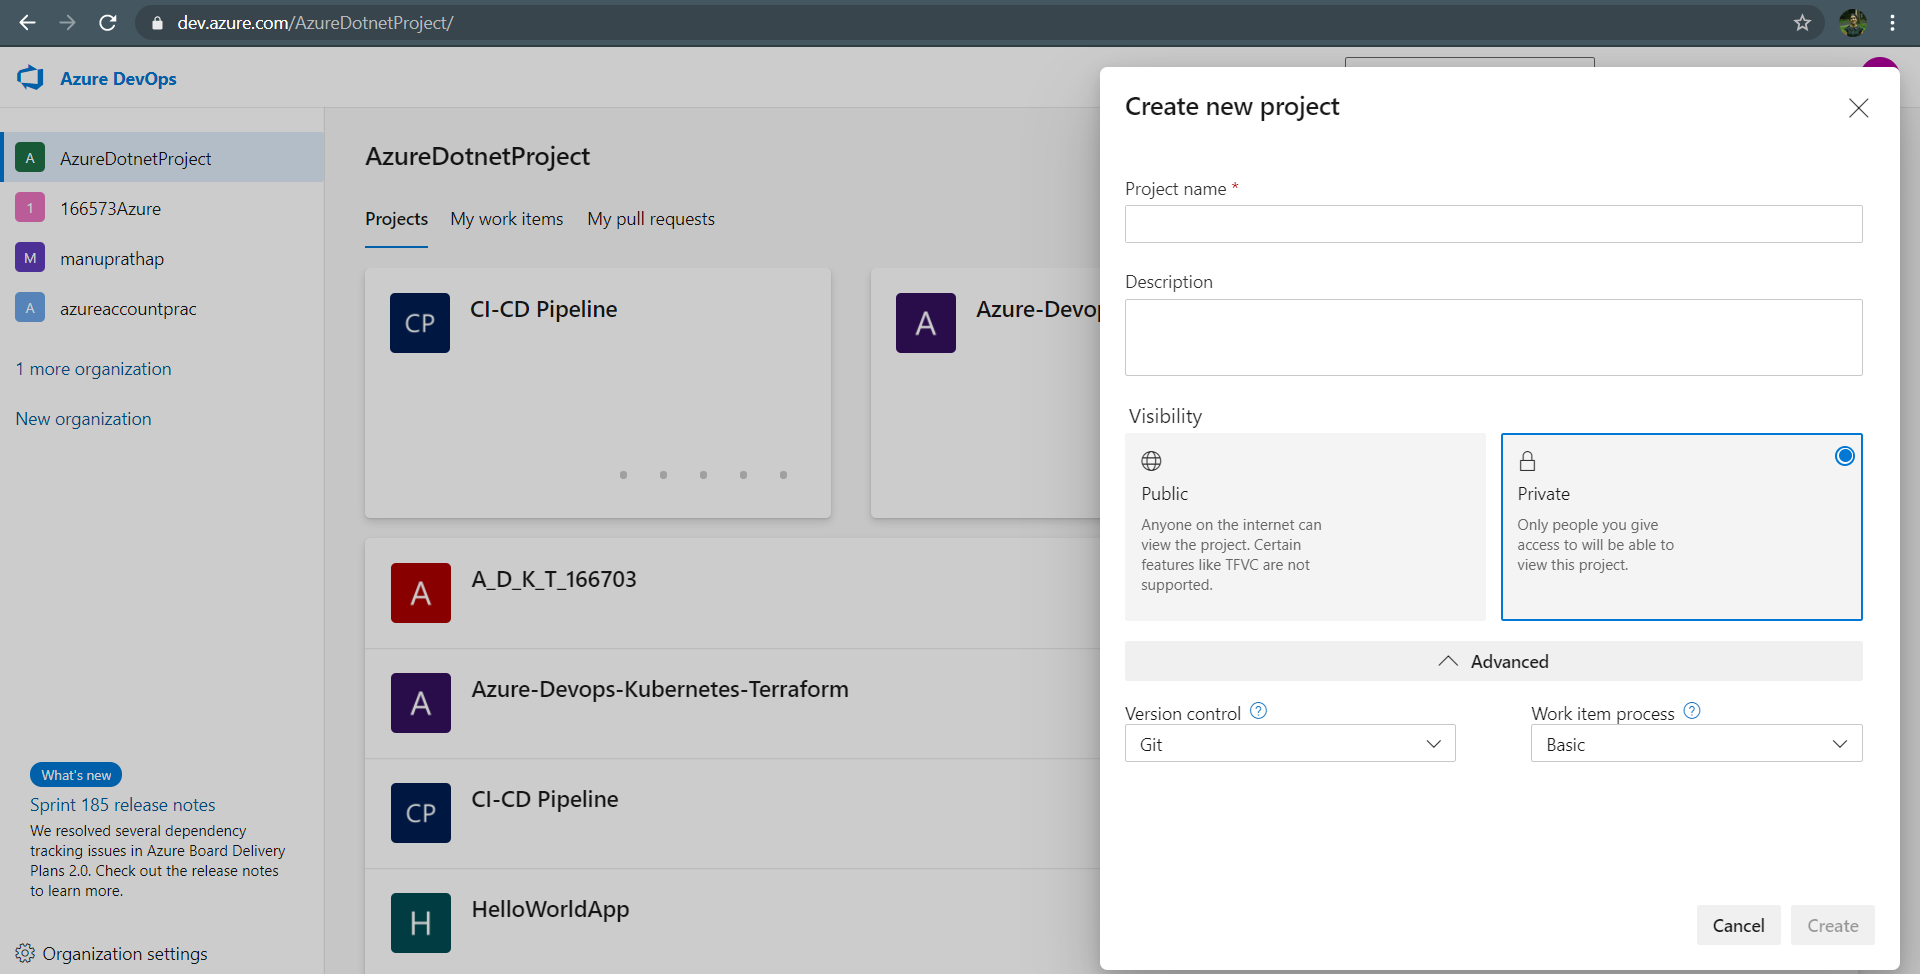 dev.azure.com/AzureDotnetProject/
Azure DevOps
A AzureDotnetProject
1 166573Azure
M manuprathap
A azureaccountprac
1 more organization
New organization
What's new
Sprint 185 release notes
We resolved several dependency
tracking issues in Azure Board Delivery
Plans 2.0. Check out the release notes
to learn more.
Organization settings
AzureDotnetProject
Projects My work items My pull requests
CP CI-CD Pipeline
A Azure-Devop
A A_D_K_T_166703
A Azure-Devops-Kubernetes-Terraform
CP CI-CD Pipeline
H HelloWorldApp
Create new project
Project name *
Description
Visibility
Public
Anyone on the internet can
view the project. Certain
features like TFVC are not
supported.
Private
Only people you give
access to will be able to
view this project.
Advanced
Version control ?
Git
Work item process ?
Basic
Cancel Create